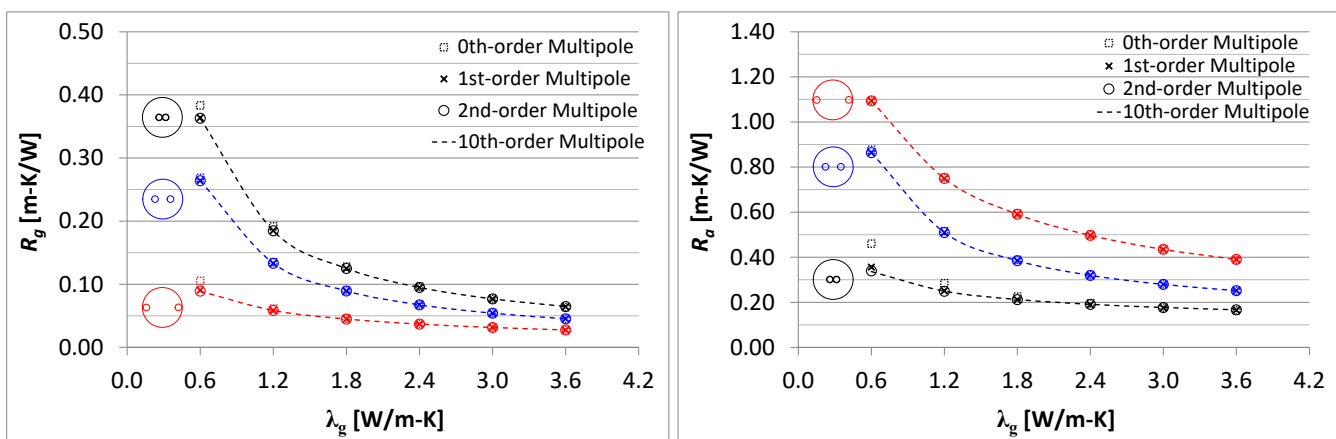 0.50
0.40
0.30
0.20
0.10
0.00
R_g [m-K/W]
0th-order Multipole
1st-order Multipole
2nd-order Multipole
10th-order Multipole
0.0 0.6 1.2 1.8 2.4 3.0 3.6 4.2
λ_g [W/m-K]
1.40
1.20
1.00
0.80
0.60
0.40
0.20
0.00
R_a [m-K/W]
0th-order Multipole
1st-order Multipole
2nd-order Multipole
10th-order Multipole
0.0 0.6 1.2 1.8 2.4 3.0 3.6 4.2
λ_g [W/m-K]